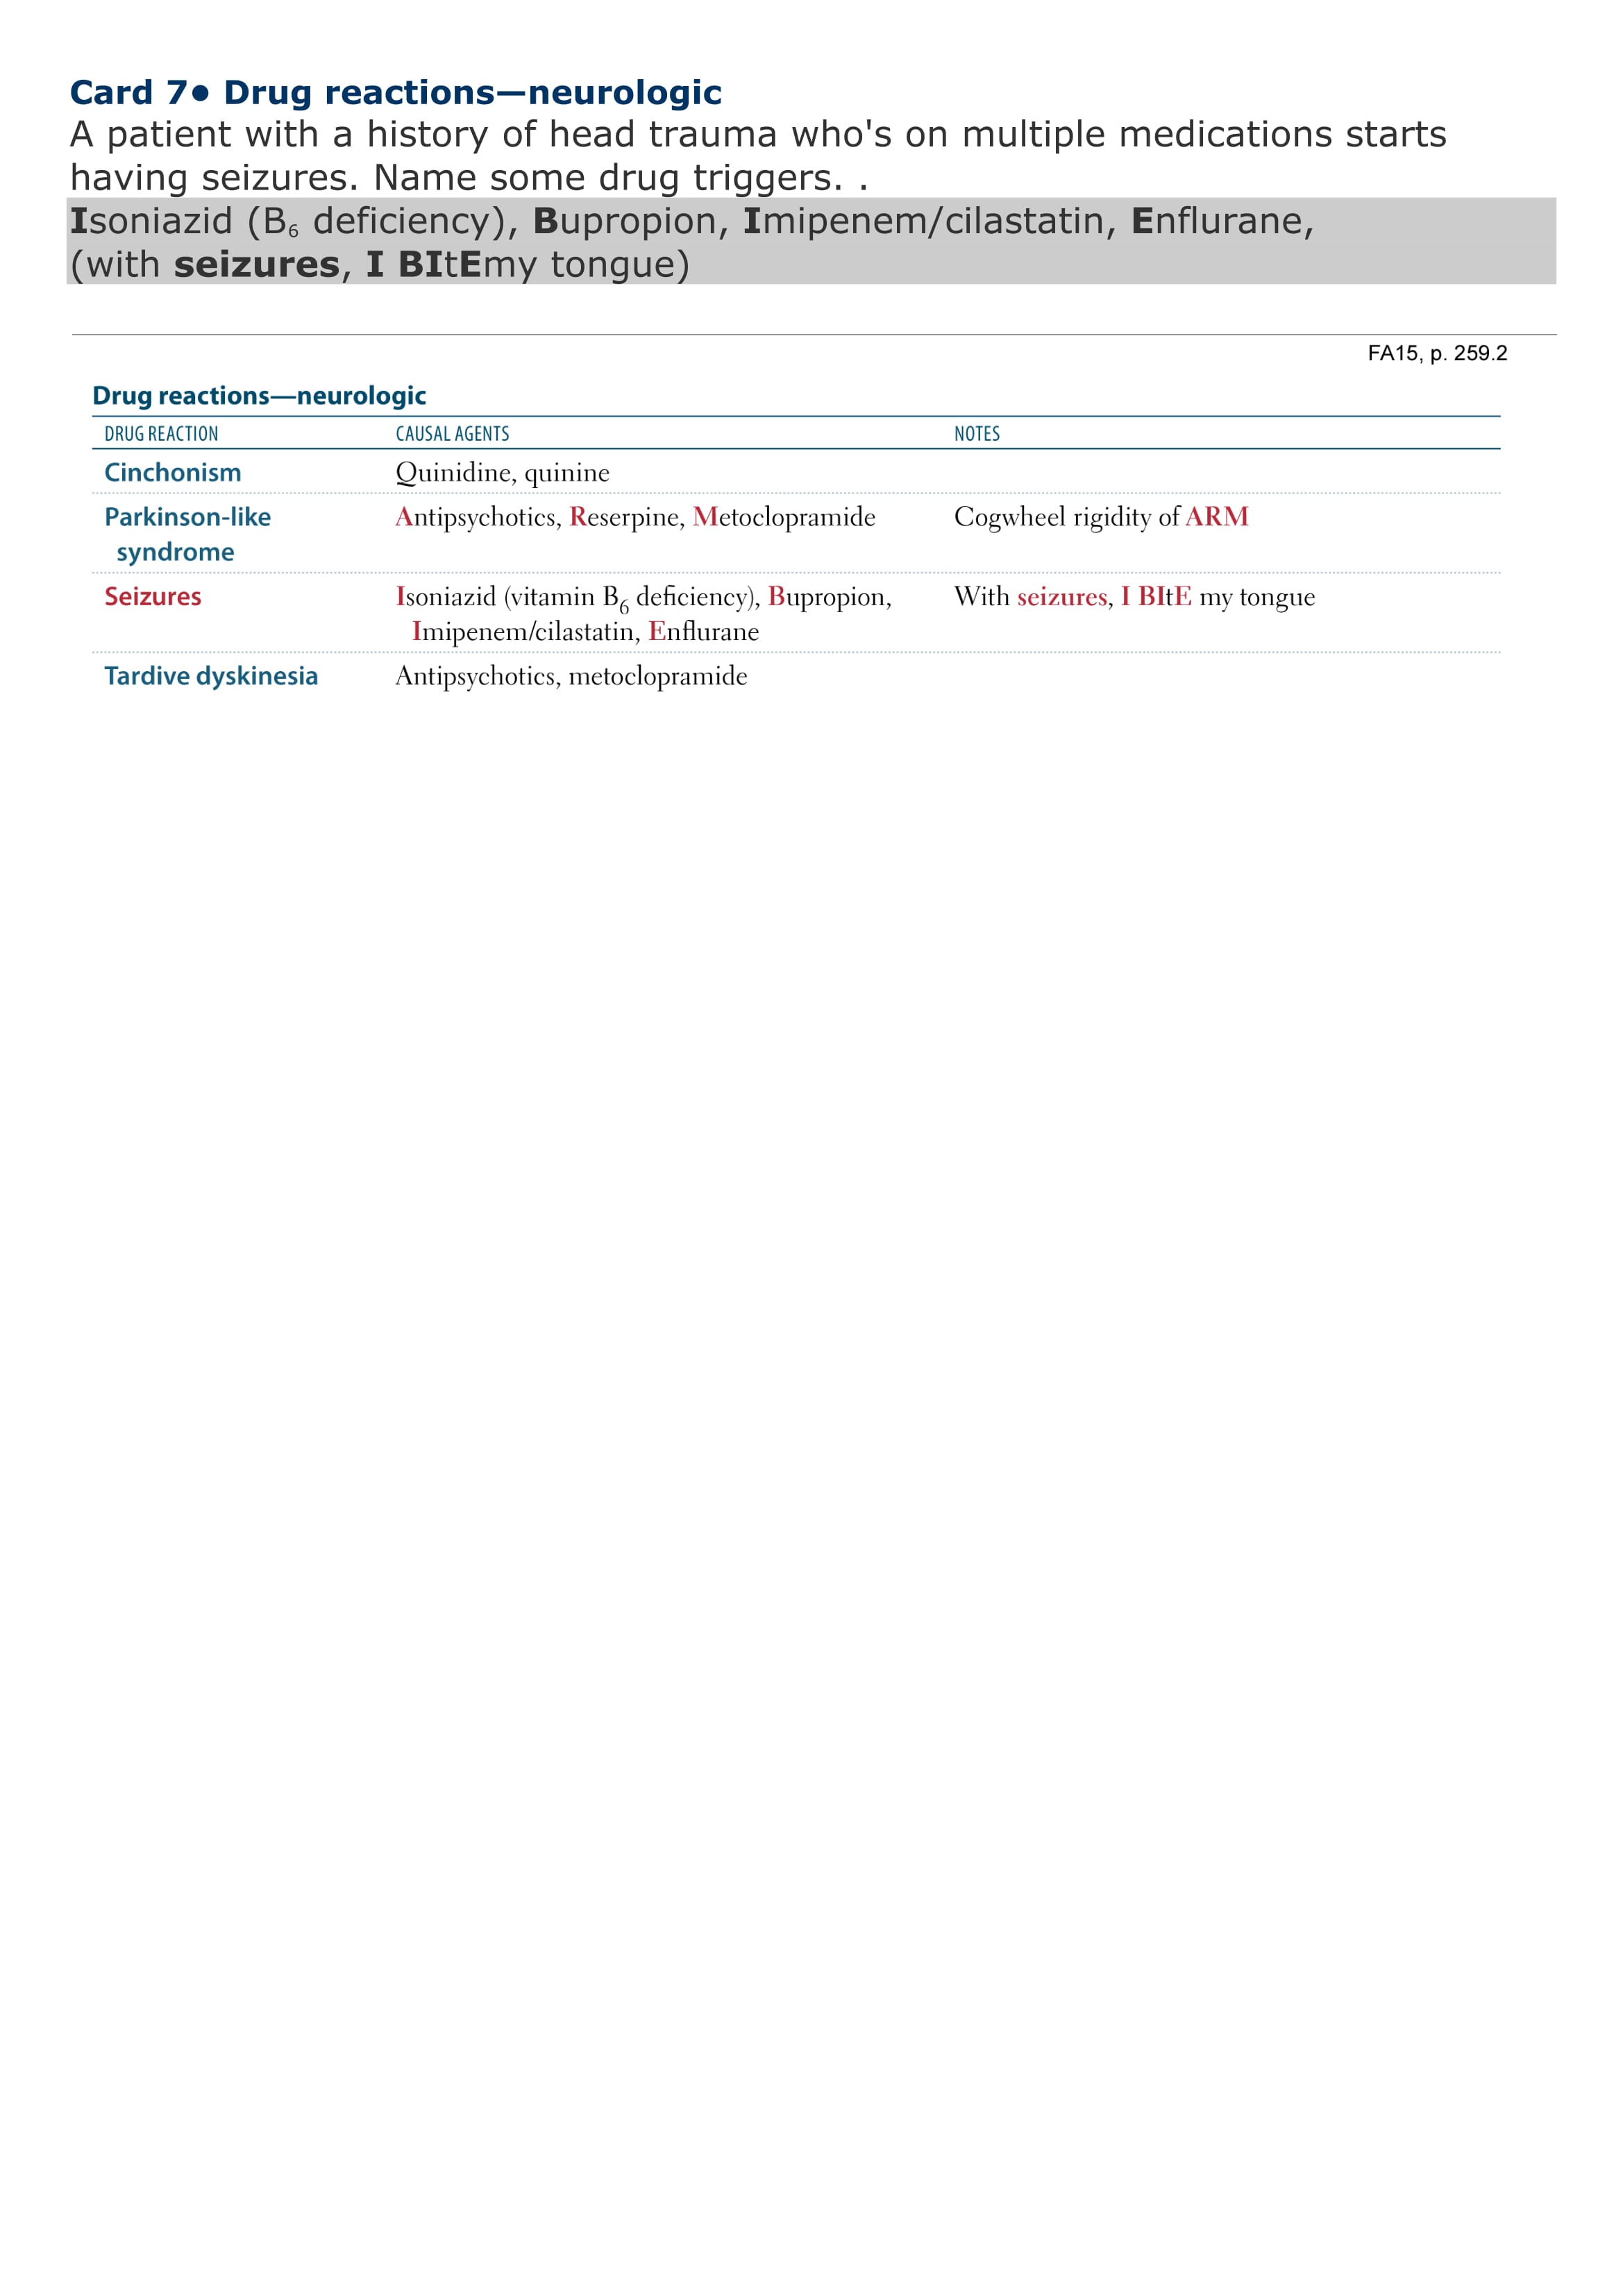 Card 7● Drug reactions—neurologic
A patient with a history of head trauma who's on multiple medications starts
having seizures. Name some drug triggers. .
Isoniazid (B₆ deficiency), Bupropion, Imipenem/cilastatin, Enflurane,
(with seizures, I BItEmy tongue)
FA15, p. 259.2
Drug reactions—neurologic
DRUG REACTION CAUSAL AGENTS NOTES
Cinchonism Quinidine, quinine
Parkinson-like Antipsychotics, Reserpine, Metoclopramide Cogwheel rigidity of ARM
syndrome
Seizures Isoniazid (vitamin B₆ deficiency), Bupropion, With seizures, I BItE my tongue
Imipenem/cilastatin, Enflurane
Tardive dyskinesia Antipsychotics, metoclopramide